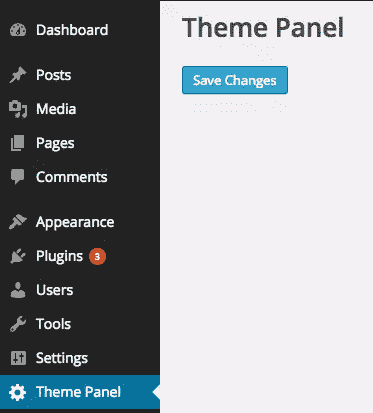 Dashboard
Posts
Media
Pages
Comments
Appearance
Plugins 3
Users
Tools
Settings
Theme Panel
Theme Panel
Save Changes